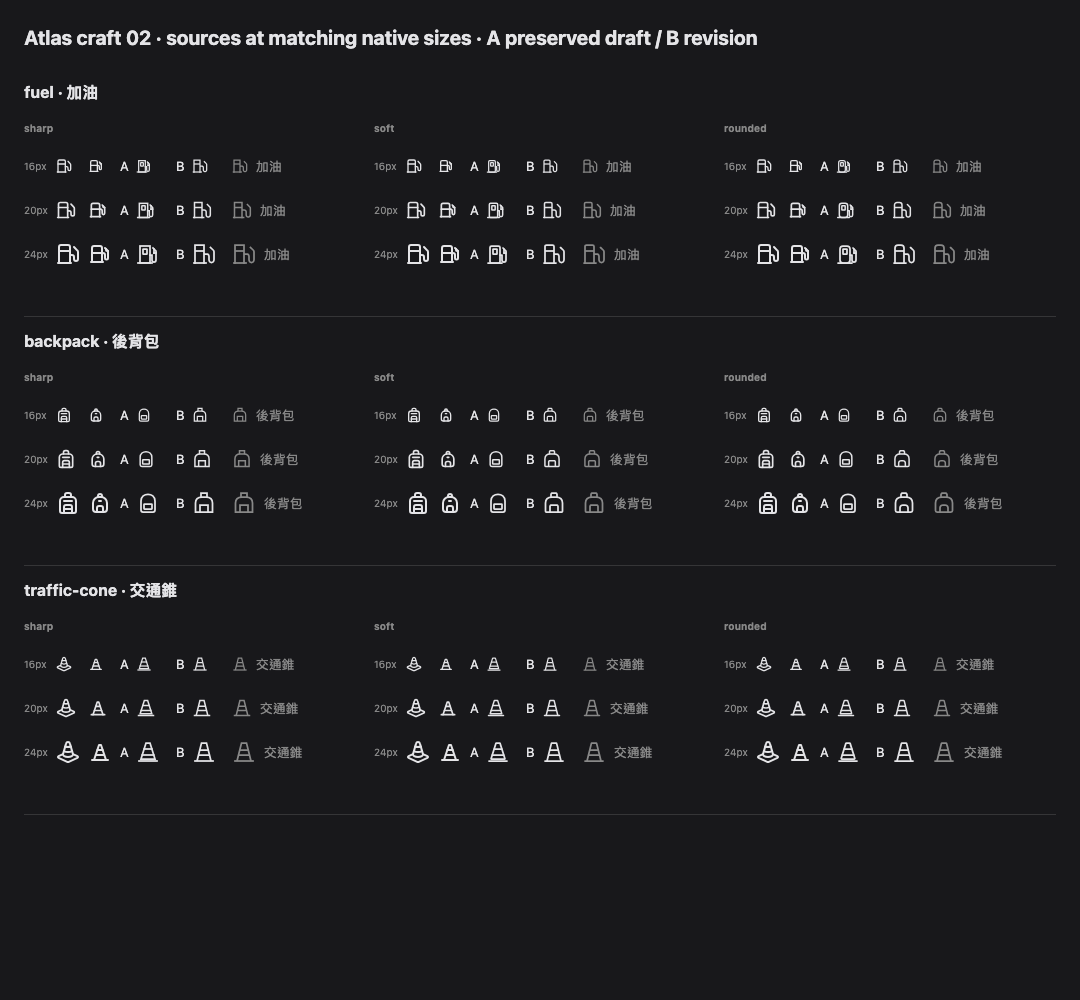 Atlas craft 02 · sources at matching native sizes · A preserved draft / B revision
fuel · 加油
sharp soft rounded
16px A B 加油 16px A B 加油 16px A B 加油
20px A B 加油 20px A B 加油 20px A B 加油
24px A B 加油 24px A B 加油 24px A B 加油
backpack · 後背包
sharp soft rounded
16px A B 後背包 16px A B 後背包 16px A B 後背包
20px A B 後背包 20px A B 後背包 20px A B 後背包
24px A B 後背包 24px A B 後背包 24px A B 後背包
traffic-cone · 交通錐
sharp soft rounded
16px A B 交通錐 16px A B 交通錐 16px A B 交通錐
20px A B 交通錐 20px A B 交通錐 20px A B 交通錐
24px A B 交通錐 24px A B 交通錐 24px A B 交通錐